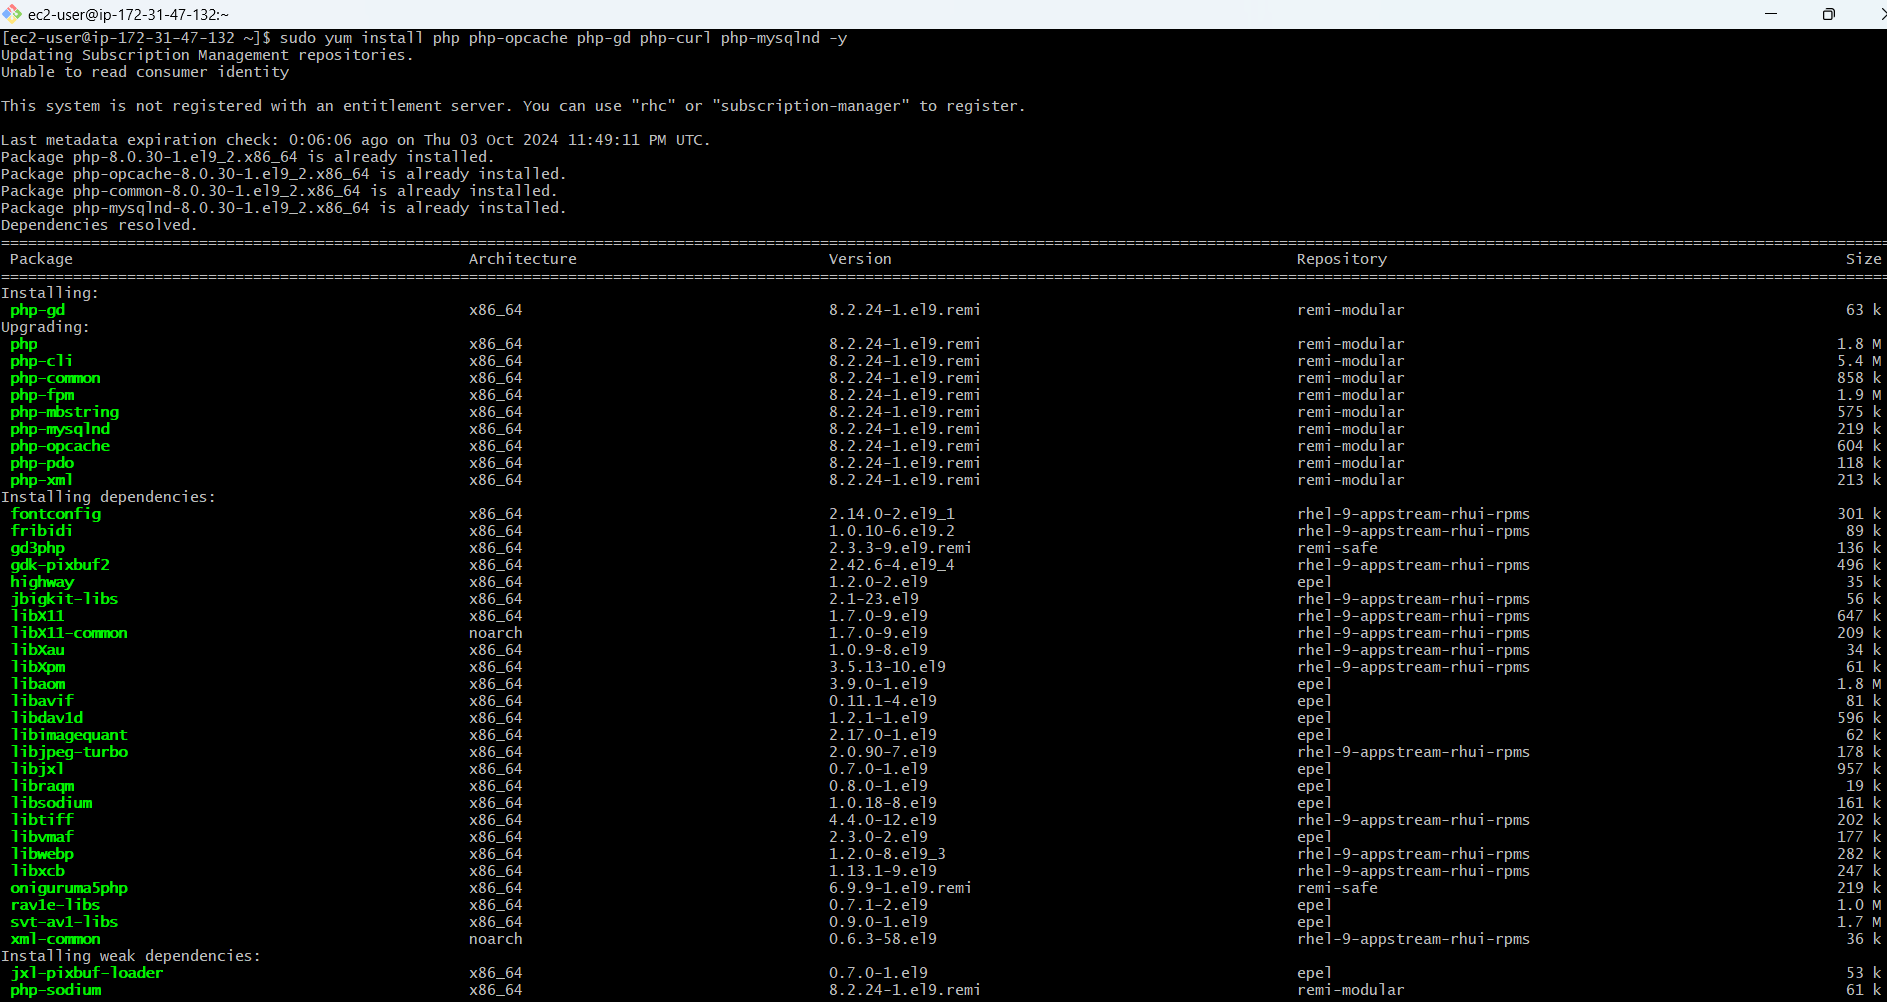 ec2-user@ip-172-31-47-132:~
[ec2-user@ip-172-31-47-132 ~]$ sudo yum install php php-opcache php-gd php-curl php-mysqlnd -y
Updating Subscription Management repositories.
Unable to read consumer identity
This system is not registered with an entitlement server. You can use "rhc" or "subscription-manager" to register.
Last metadata expiration check: 0:06:06 ago on Thu 03 Oct 2024 11:49:11 PM UTC.
Package php-8.0.30-1.el9_2.x86_64 is already installed.
Package php-opcache-8.0.30-1.el9_2.x86_64 is already installed.
Package php-common-8.0.30-1.el9_2.x86_64 is already installed.
Package php-mysqlnd-8.0.30-1.el9_2.x86_64 is already installed.
Dependencies resolved.
Package Architecture Version Repository Size
Installing:
php-gd x86_64 8.2.24-1.el9.remi remi-modular 63 k
Upgrading:
php x86_64 8.2.24-1.el9.remi remi-modular 1.8 M
php-cli x86_64 8.2.24-1.el9.remi remi-modular 5.4 M
php-common x86_64 8.2.24-1.el9.remi remi-modular 858 k
php-fpm x86_64 8.2.24-1.el9.remi remi-modular 1.9 M
php-mbstring x86_64 8.2.24-1.el9.remi remi-modular 575 k
php-mysqlnd x86_64 8.2.24-1.el9.remi remi-modular 219 k
php-opcache x86_64 8.2.24-1.el9.remi remi-modular 604 k
php-pdo x86_64 8.2.24-1.el9.remi remi-modular 118 k
php-xml x86_64 8.2.24-1.el9.remi remi-modular 213 k
Installing dependencies:
fontconfig x86_64 2.14.0-2.el9_1 rhel-9-appstream-rhui-rpms 301 k
fribidi x86_64 1.0.10-6.el9.2 rhel-9-appstream-rhui-rpms 89 k
gd3php x86_64 2.3.3-9.el9.remi remi-safe 136 k
gdk-pixbuf2 x86_64 2.42.6-4.el9_4 rhel-9-appstream-rhui-rpms 496 k
highway x86_64 1.2.0-2.el9 epel 35 k
jbigkit-libs x86_64 2.1-23.el9 rhel-9-appstream-rhui-rpms 56 k
libX11 x86_64 1.7.0-9.el9 rhel-9-appstream-rhui-rpms 647 k
libX11-common noarch 1.7.0-9.el9 rhel-9-appstream-rhui-rpms 209 k
libXau x86_64 1.0.9-8.el9 rhel-9-appstream-rhui-rpms 34 k
libXpm x86_64 3.5.13-10.el9 rhel-9-appstream-rhui-rpms 61 k
libaom x86_64 3.9.0-1.el9 epel 1.8 M
libavif x86_64 0.11.1-4.el9 epel 81 k
libdav1d x86_64 1.2.1-1.el9 epel 596 k
libimagequant x86_64 2.17.0-1.el9 epel 62 k
libjpeg-turbo x86_64 2.0.90-7.el9 rhel-9-appstream-rhui-rpms 178 k
libjxl x86_64 0.7.0-1.el9 epel 957 k
libraqm x86_64 0.8.0-1.el9 epel 19 k
libsodium x86_64 1.0.18-8.el9 epel 161 k
libtiff x86_64 4.4.0-12.el9 rhel-9-appstream-rhui-rpms 202 k
libvmaf x86_64 2.3.0-2.el9 epel 177 k
libwebp x86_64 1.2.0-8.el9_3 rhel-9-appstream-rhui-rpms 282 k
libxcb x86_64 1.13.1-9.el9 rhel-9-appstream-rhui-rpms 247 k
oniguruma5php x86_64 6.9.9-1.el9.remi remi-safe 219 k
rav1e-libs x86_64 0.7.1-2.el9 epel 1.0 M
svt-av1-libs x86_64 0.9.0-1.el9 epel 1.7 M
xml-common noarch 0.6.3-58.el9 rhel-9-appstream-rhui-rpms 36 k
Installing weak dependencies:
jxl-pixbuf-loader x86_64 0.7.0-1.el9 epel 53 k
php-sodium x86_64 8.2.24-1.el9.remi remi-modular 61 k